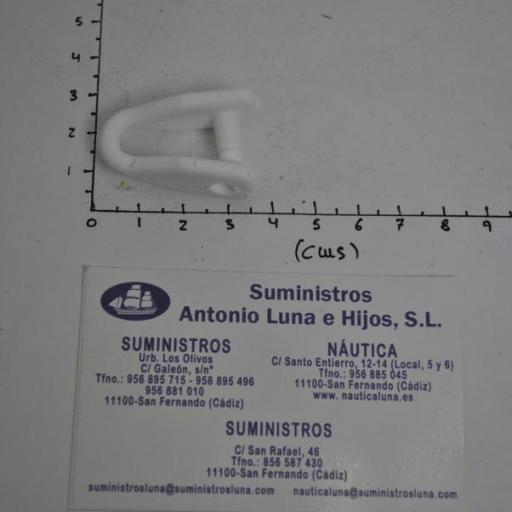 5
4
3
2
1
0 1 2 3 4 5 6 7 8 9
(cms)
Suministros
Antonio Luna e Hijos, S.L.
SUMINISTROS
Urb. Los Olivos
C/ Galeón, s/nº
Tfno.: 956 895 715 - 956 895 496
956 881 010
11100-San Fernando (Cádiz)
NÁUTICA
C/ Santo Entierro, 12-14 (Local, 5 y 6)
Tfno.: 956 885 045
11100-San Fernando (Cádiz)
www. nauticaluna.es
SUMINISTROS
C/ San Rafael, 46
Tfno.: 856 587 430
11100-San Fernando (Cádiz)
suministrosluna@suministrosluna.com nauticaluna@suministrosluna.com